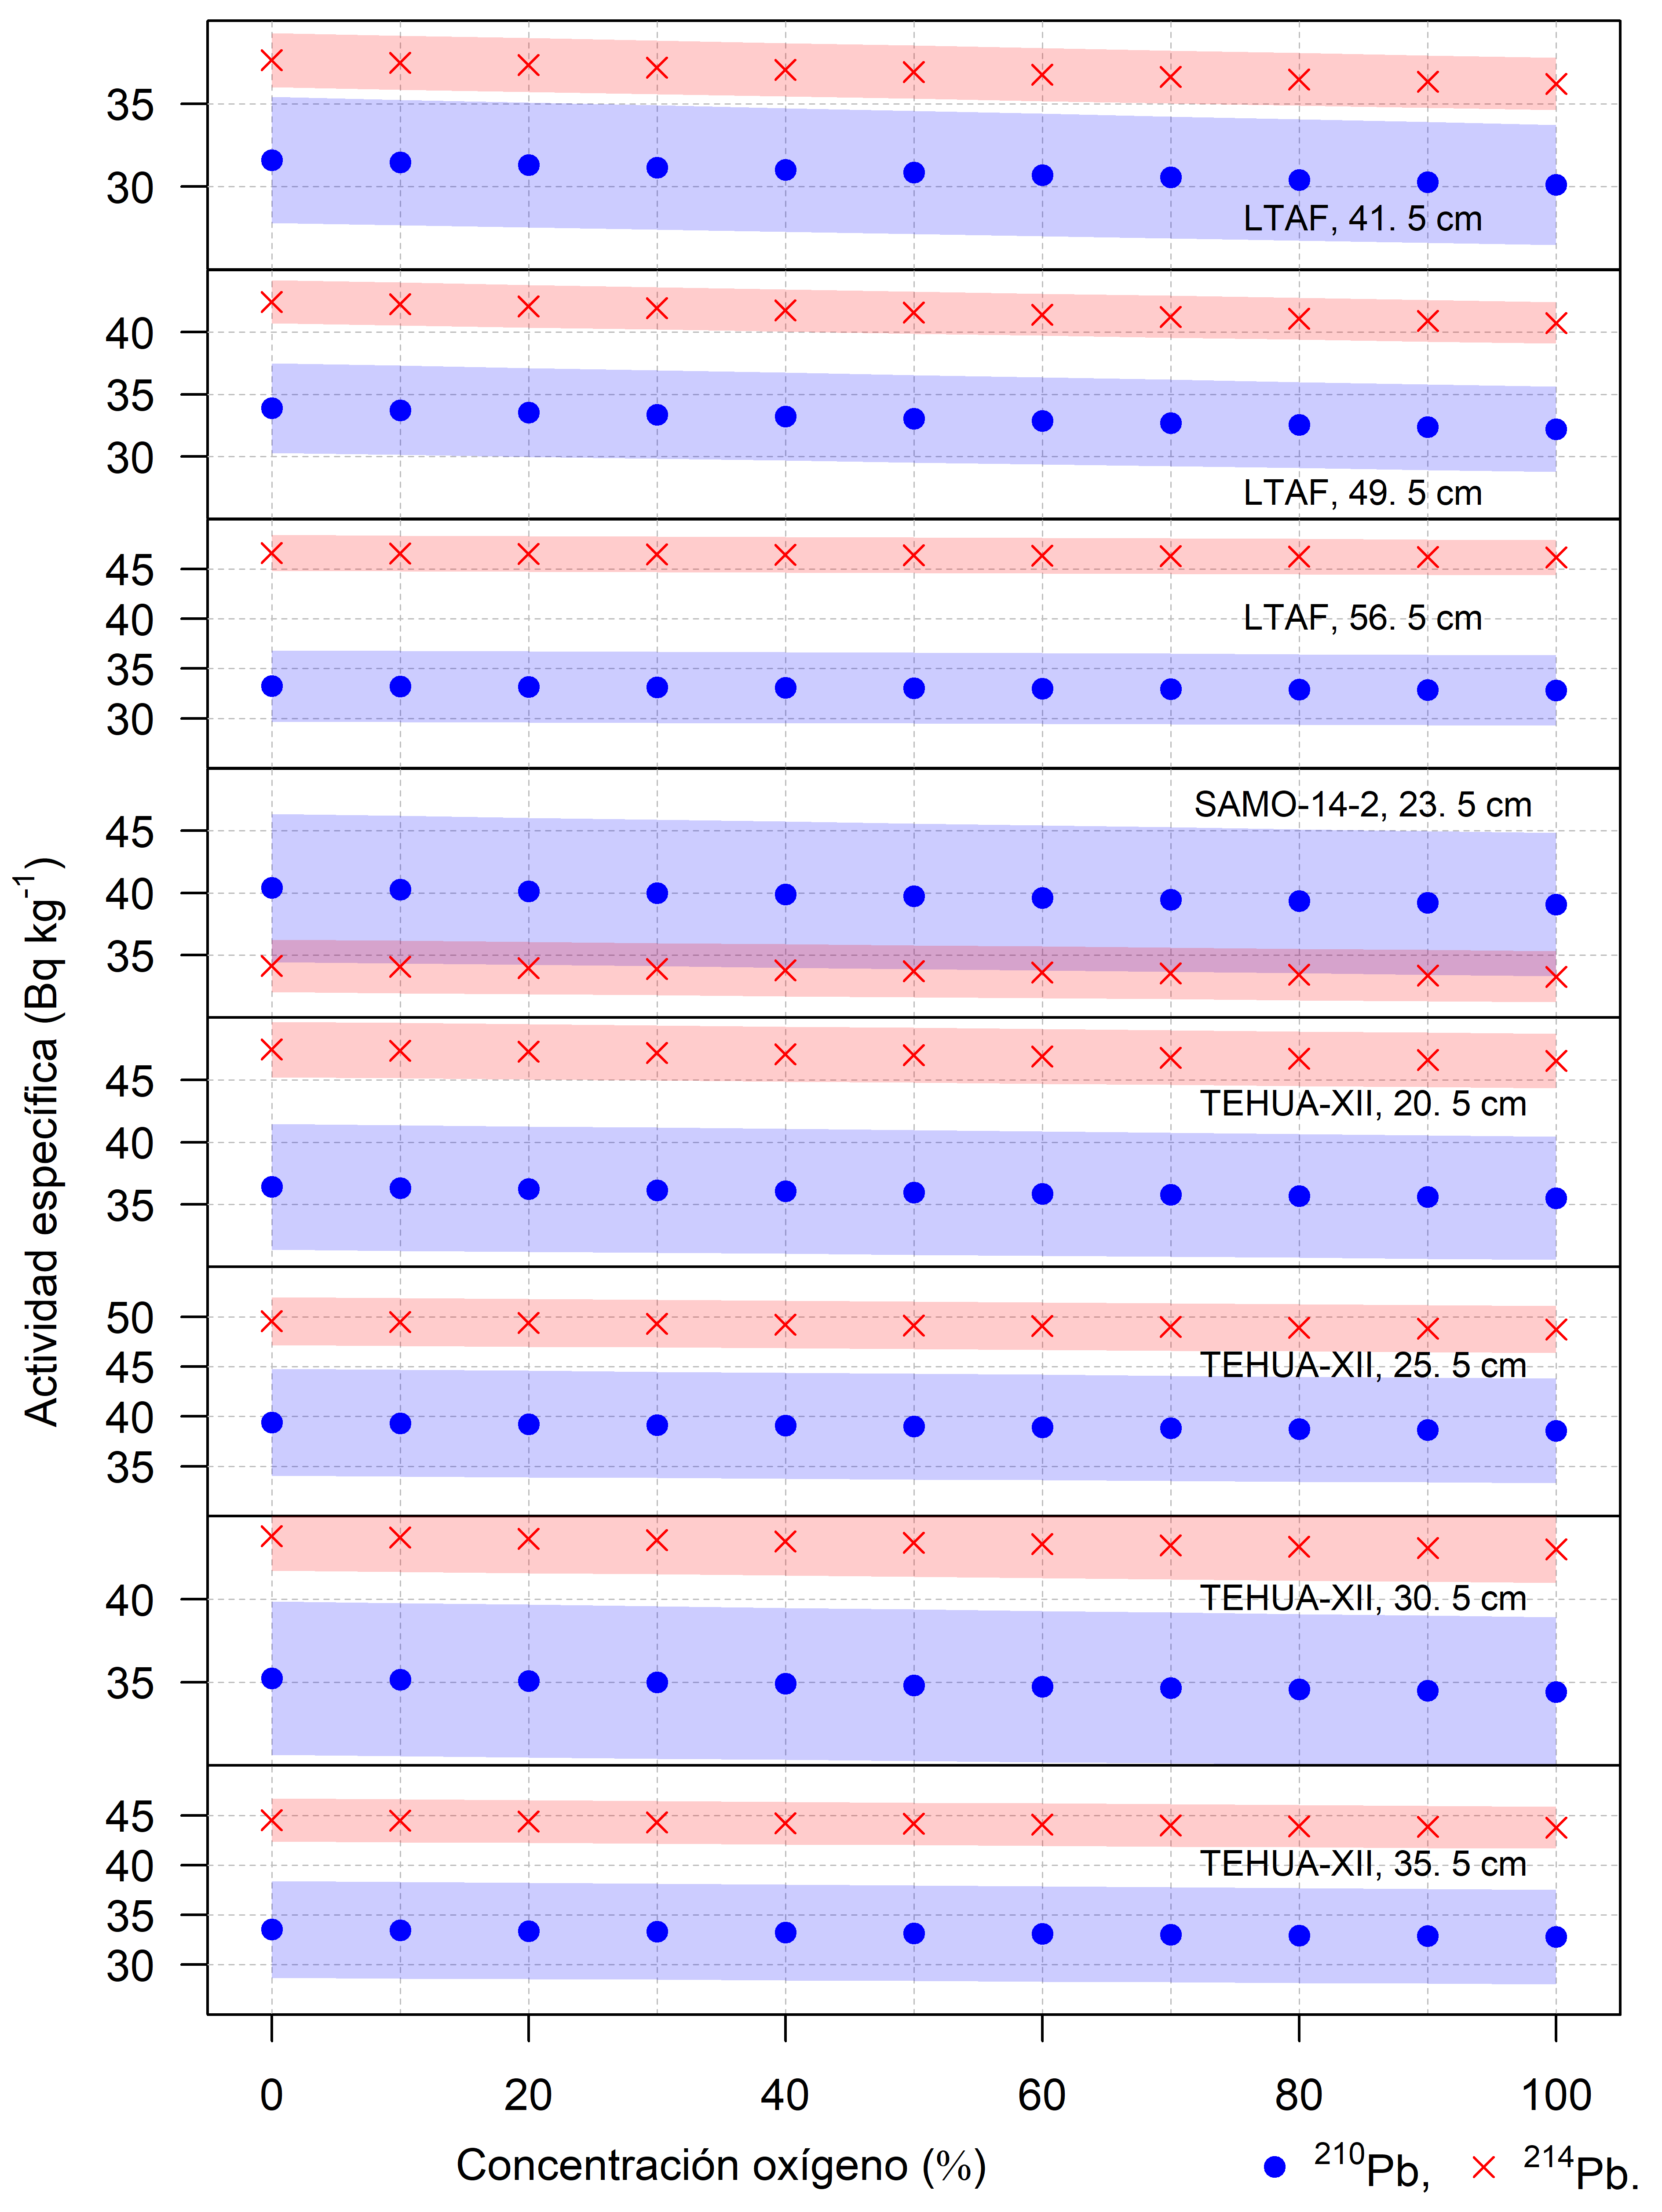 35
30
LTAF, 41. 5 cm
40
35
30
LTAF, 49. 5 cm
45
40
35
30
LTAF, 56. 5 cm
SAMO-14-2, 23. 5 cm
45
40
35
45
40
35
TEHUA-XII, 20. 5 cm
50
45
40
35
TEHUA-XII, 25. 5 cm
40
35
TEHUA-XII, 30. 5 cm
45
40
35
30
TEHUA-XII, 35. 5 cm
Actividad específica (Bq kg⁻¹)
0 20 40 60 80 100
Concentración oxígeno (%)
²¹⁰Pb, ²¹⁴Pb.